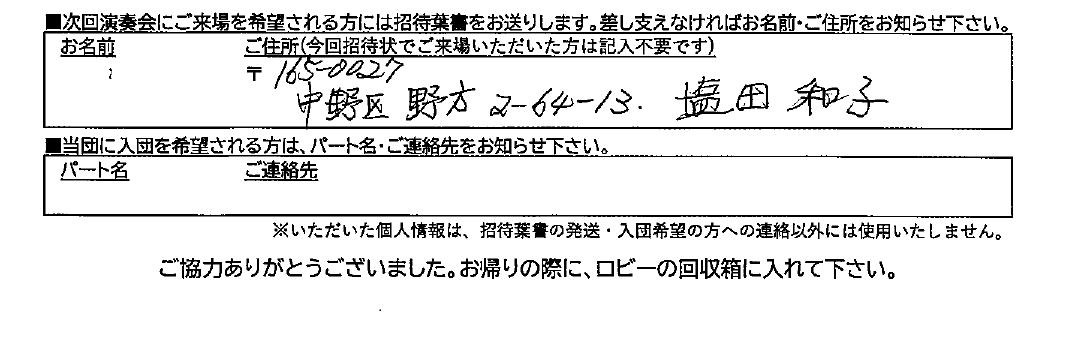 ■次回演奏会にご来場を希望される方には招待葉書をお送りします。差し支えなければお名前・ご住所をお知らせ下さい。
お名前 ご住所(今回招待状でご来場いただいた方は記入不要です)
〒165-0027
中野区 野方 2-64-13. 塩田 和子
■当団に入団を希望される方は、パート名・ご連絡先をお知らせ下さい。
パート名 ご連絡先
※いただいた個人情報は、招待葉書の発送・入団希望の方への連絡以外には使用いたしません。
ご協力ありがとうございました。お帰りの際に、ロビーの回収箱に入れて下さい。